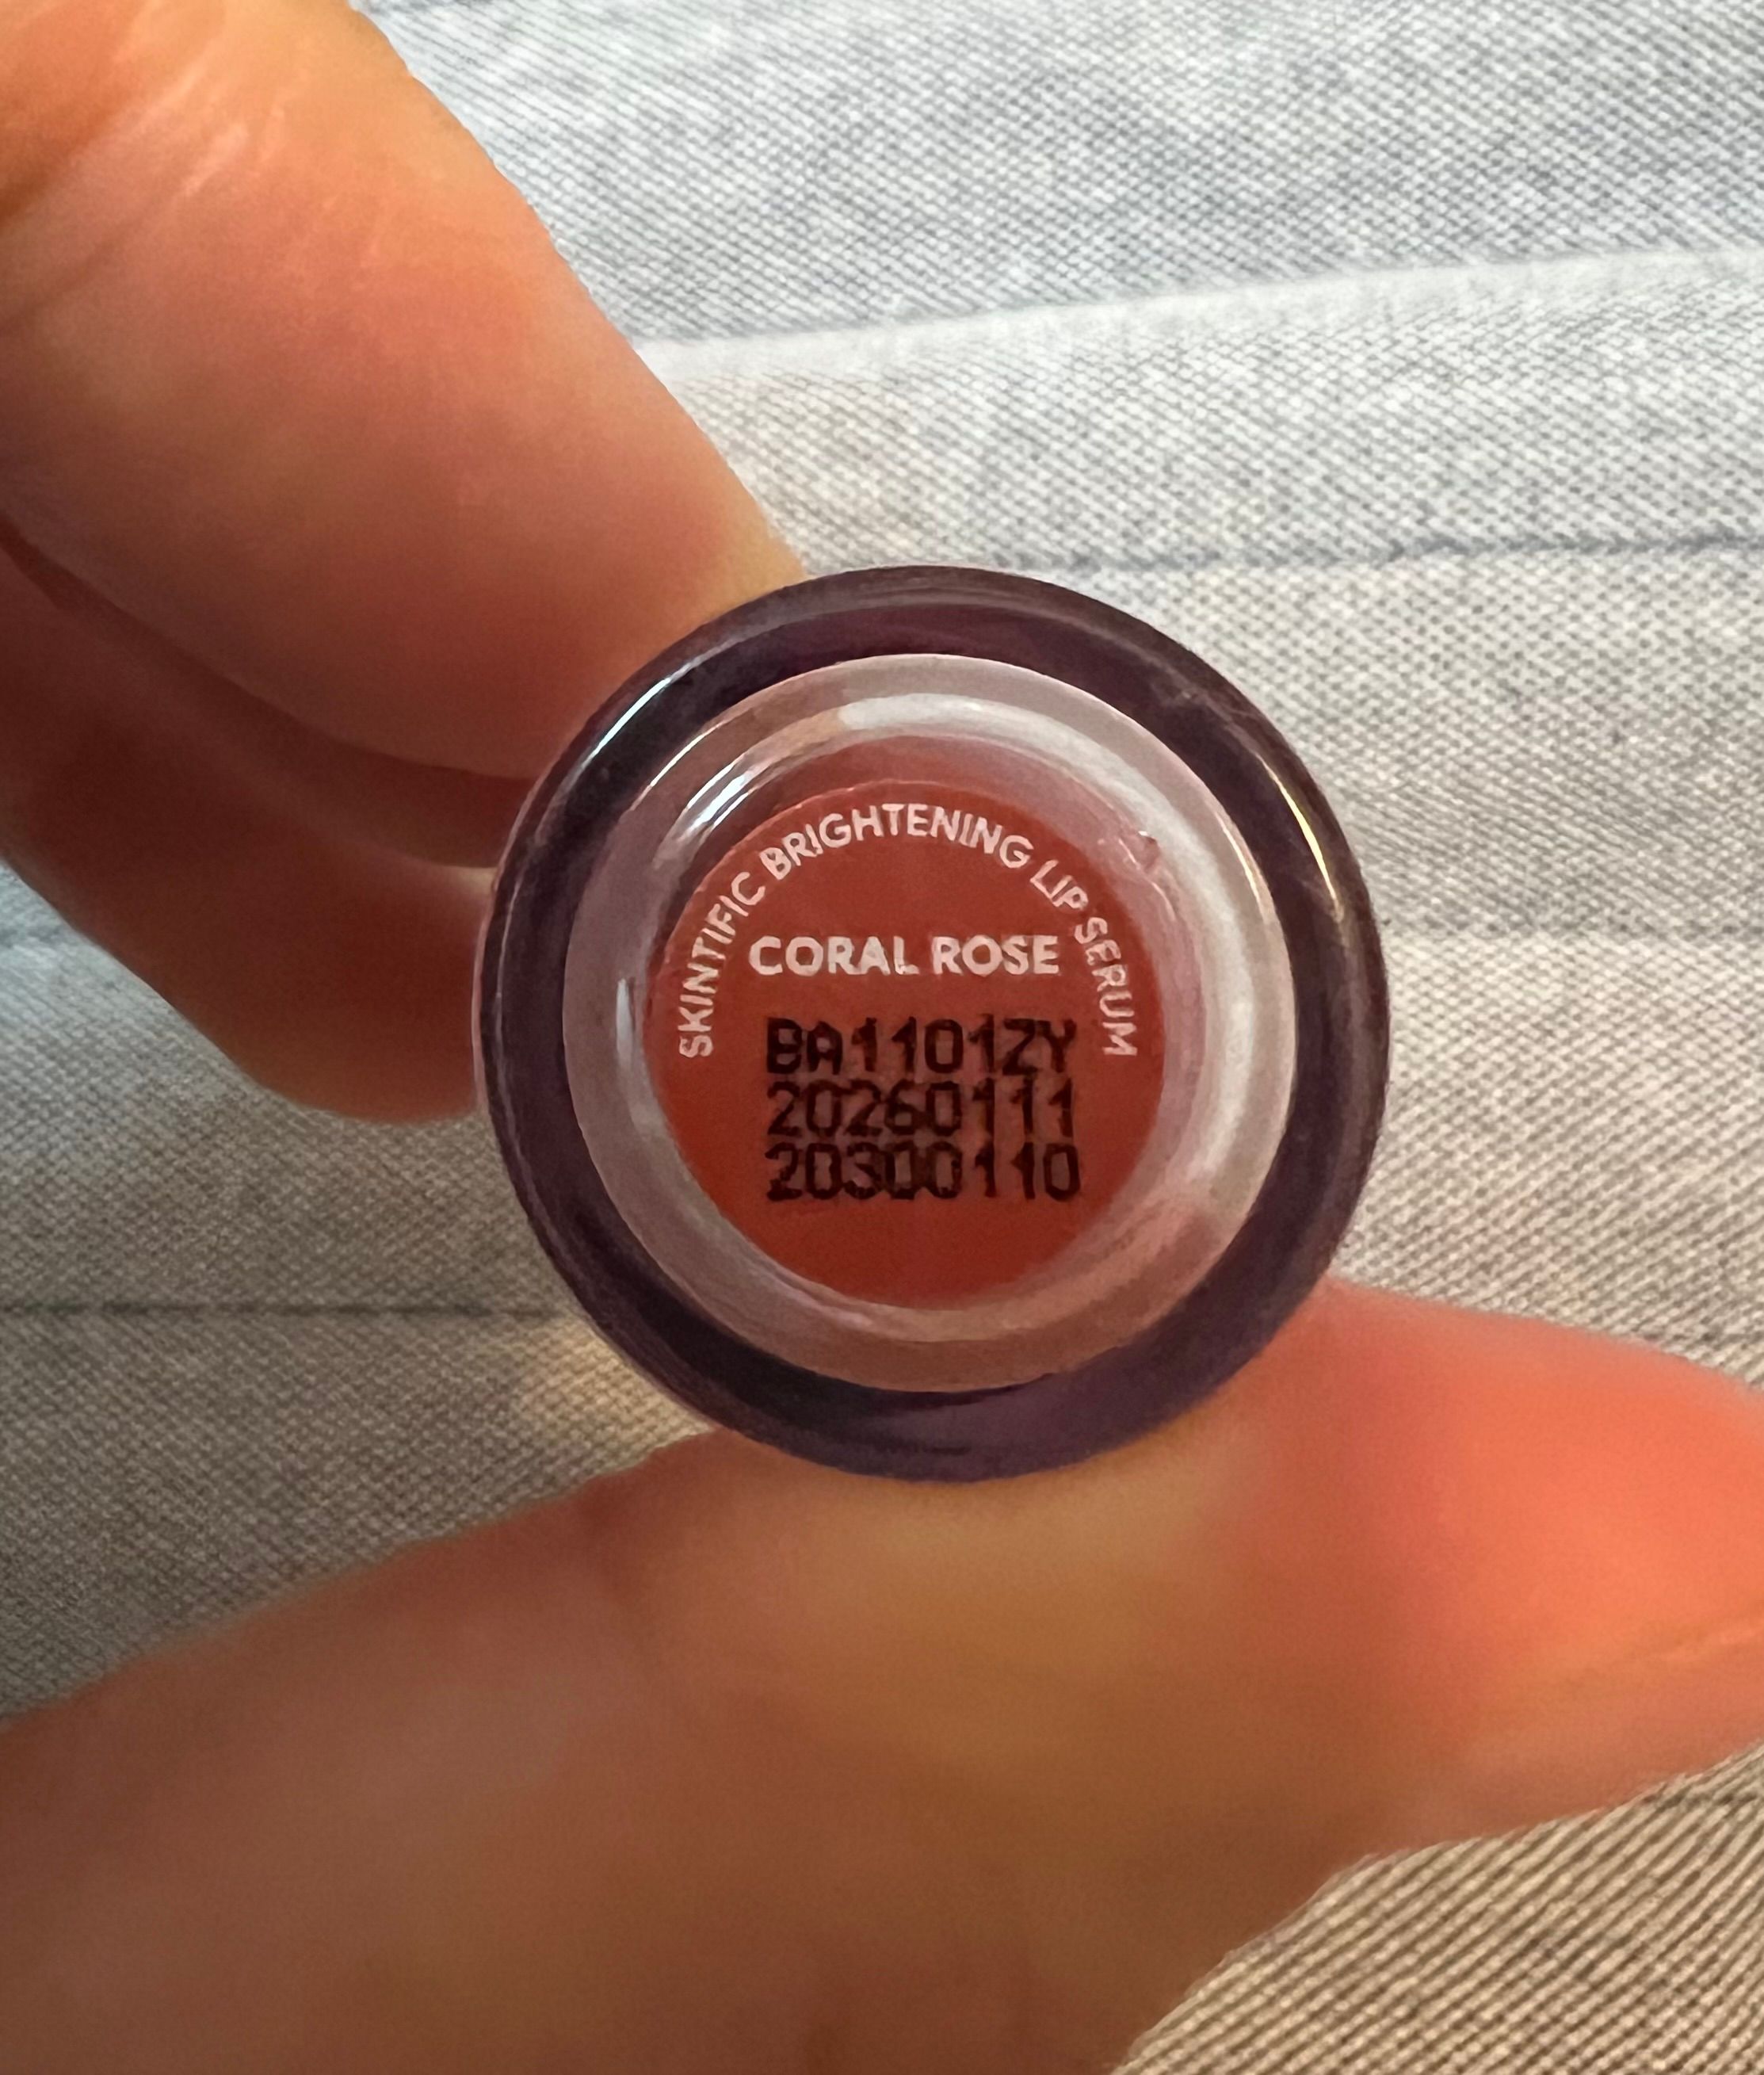 SKINTIFIC BRIGHTENING LIP SERUM
CORAL ROSE
BA1101ZY
20260111
20300110